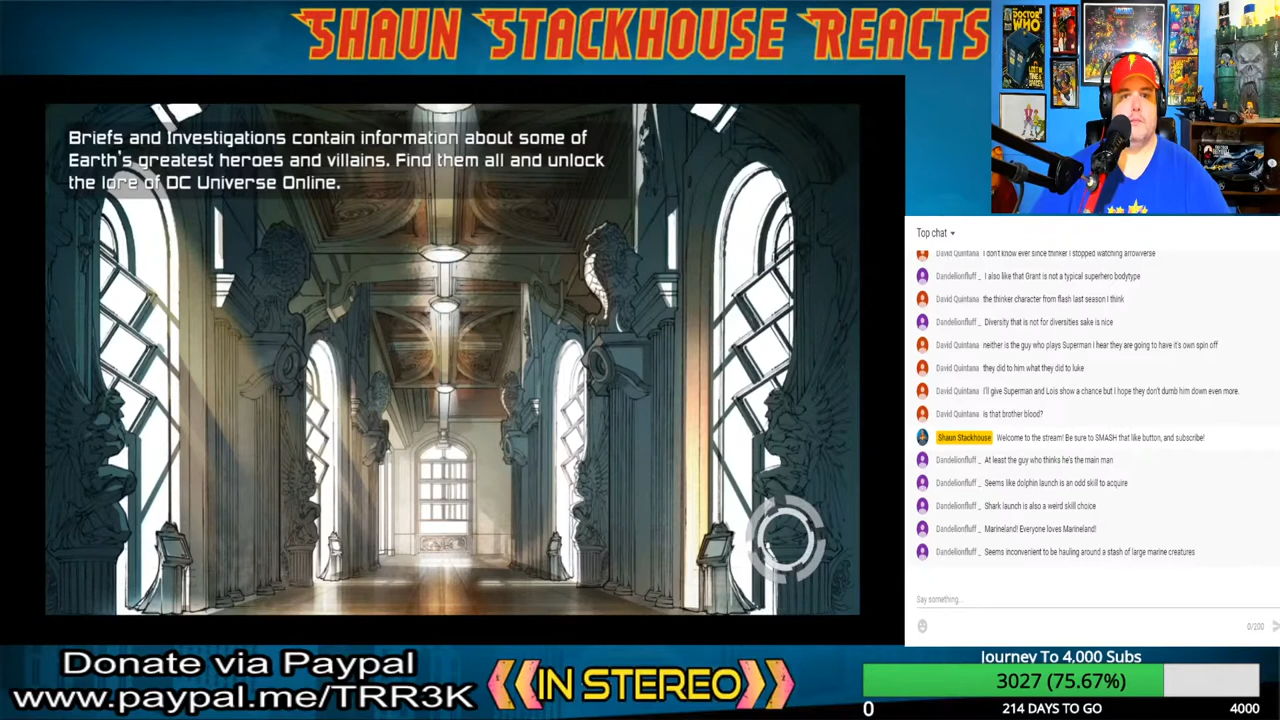 SHAUN STACKHOUSE REACTS
DOCTOR WHO
Briefs and Investigations contain information about some of
Earth's greatest heroes and villains. Find them all and unlock
the lore of DC Universe Online.
Top chat
David Quintana I don't know ever since thinker I stopped watching arrowverse
Dandelionfluff _ I also like that Grant is not a typical superhero bodytype
David Quintana the thinker character from flash last season I think
Dandelionfluff _ Diversity that is not for diversities sake is nice
David Quintana neither is the guy who plays Superman I hear they are going to have it's own spin off
David Quintana they did to him what they did to luke
David Quintana I'll give Superman and Lois show a chance but I hope they don't dumb him down even more.
David Quintana is that brother blood?
Shaun Stackhouse Welcome to the stream! Be sure to SMASH that like button, and subscribe!
Dandelionfluff _ At least the guy who thinks he's the main man
Dandelionfluff _ Seems like dolphin launch is an odd skill to acquire
Dandelionfluff _ Shark launch is also a weird skill choice
Dandelionfluff _ Marineland! Everyone loves Marineland!
Dandelionfluff _ Seems inconvenient to be hauling around a stash of large marine creatures
Say something...
0/200
Donate via Paypal
www.paypal.me/TRR3K
IN STEREO
Journey To 4,000 Subs
3027 (75.67%)
0 214 DAYS TO GO 4000